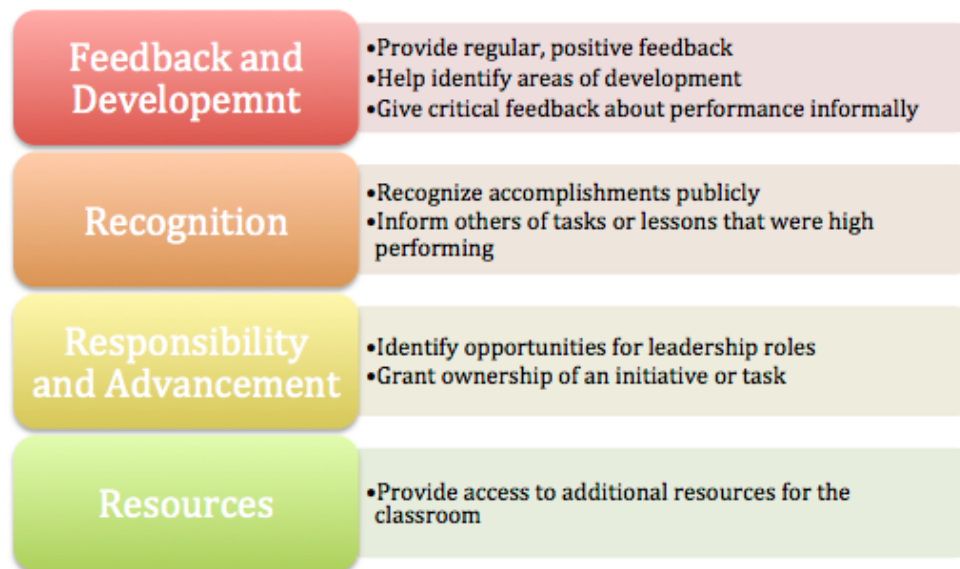 Feedback and
Developemnt
•Provide regular, positive feedback
•Help identify areas of development
•Give critical feedback about performance informally
Recognition
•Recognize accomplishments publicly
•Inform others of tasks or lessons that were high
performing
Responsibility
and Advancement
•Identify opportunities for leadership roles
•Grant ownership of an initiative or task
Resources
•Provide access to additional resources for the
classroom